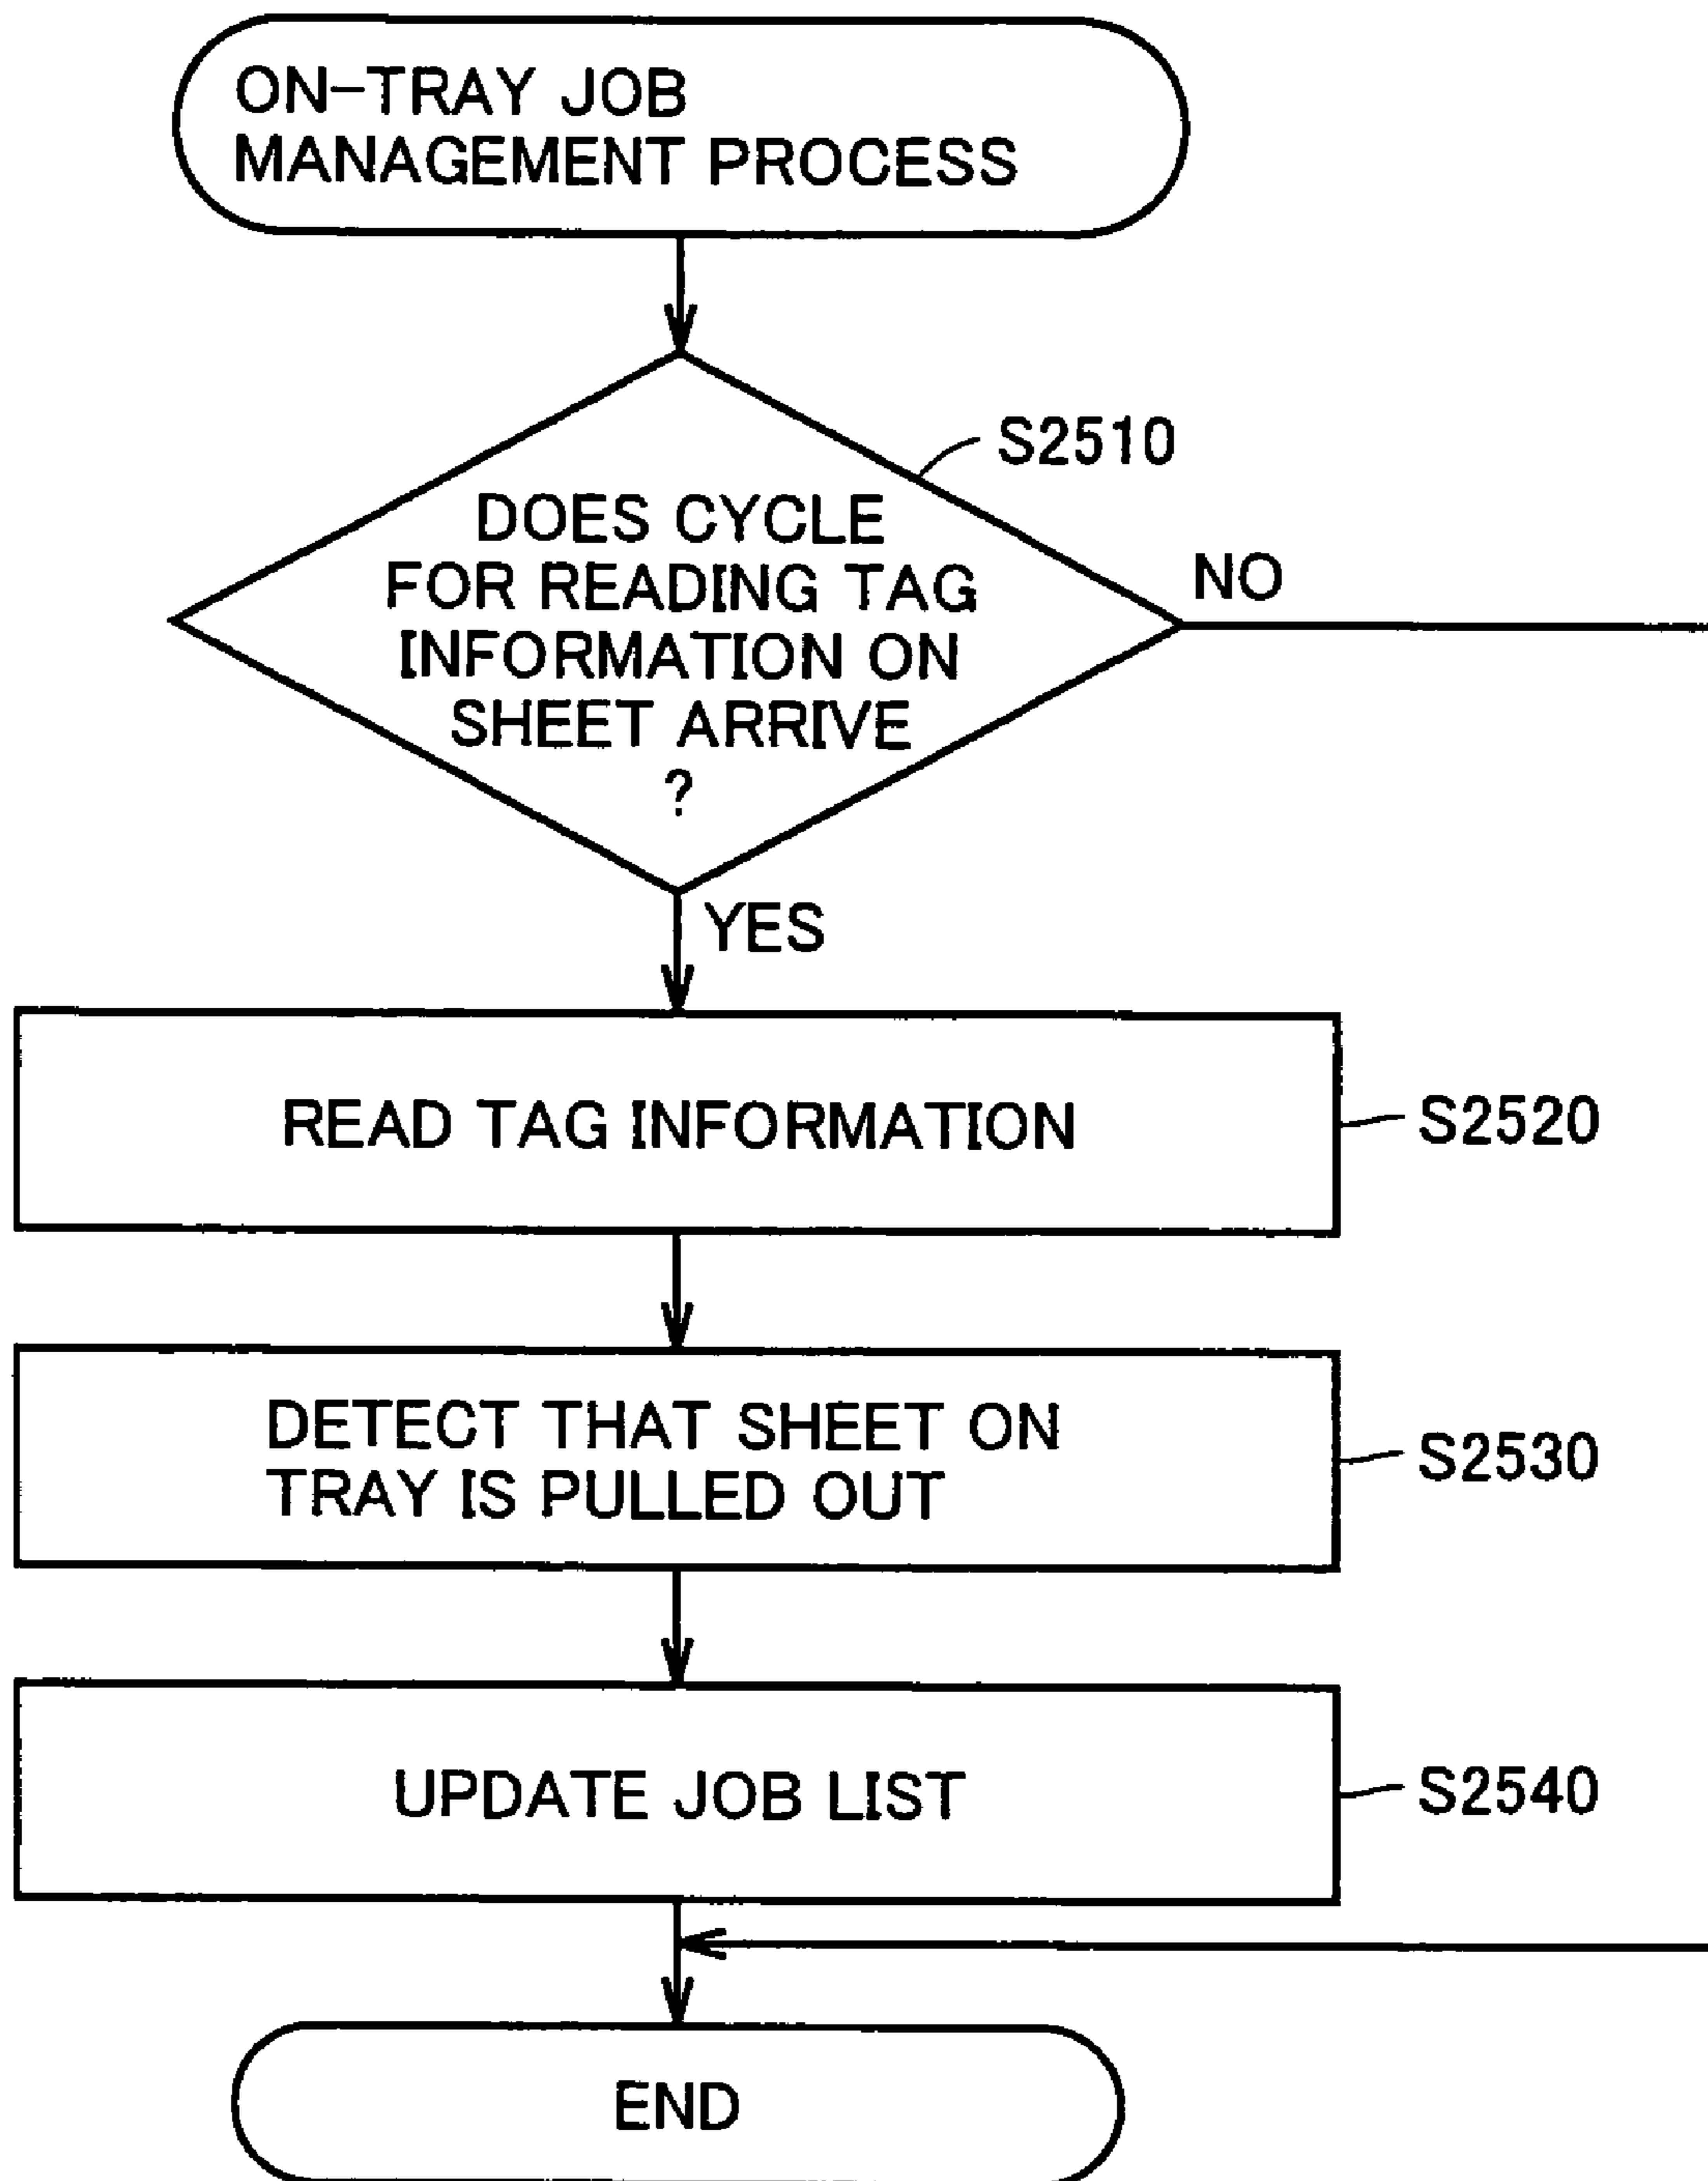 ON-TRAY JOB
MANAGEMENT PROCESS
S2510
DOES CYCLE
FOR READING TAG
INFORMATION ON
SHEET ARRIVE
?
NO
YES
READ TAG INFORMATION
S2520
DETECT THAT SHEET ON
TRAY IS PULLED OUT
S2530
UPDATE JOB LIST
S2540
END